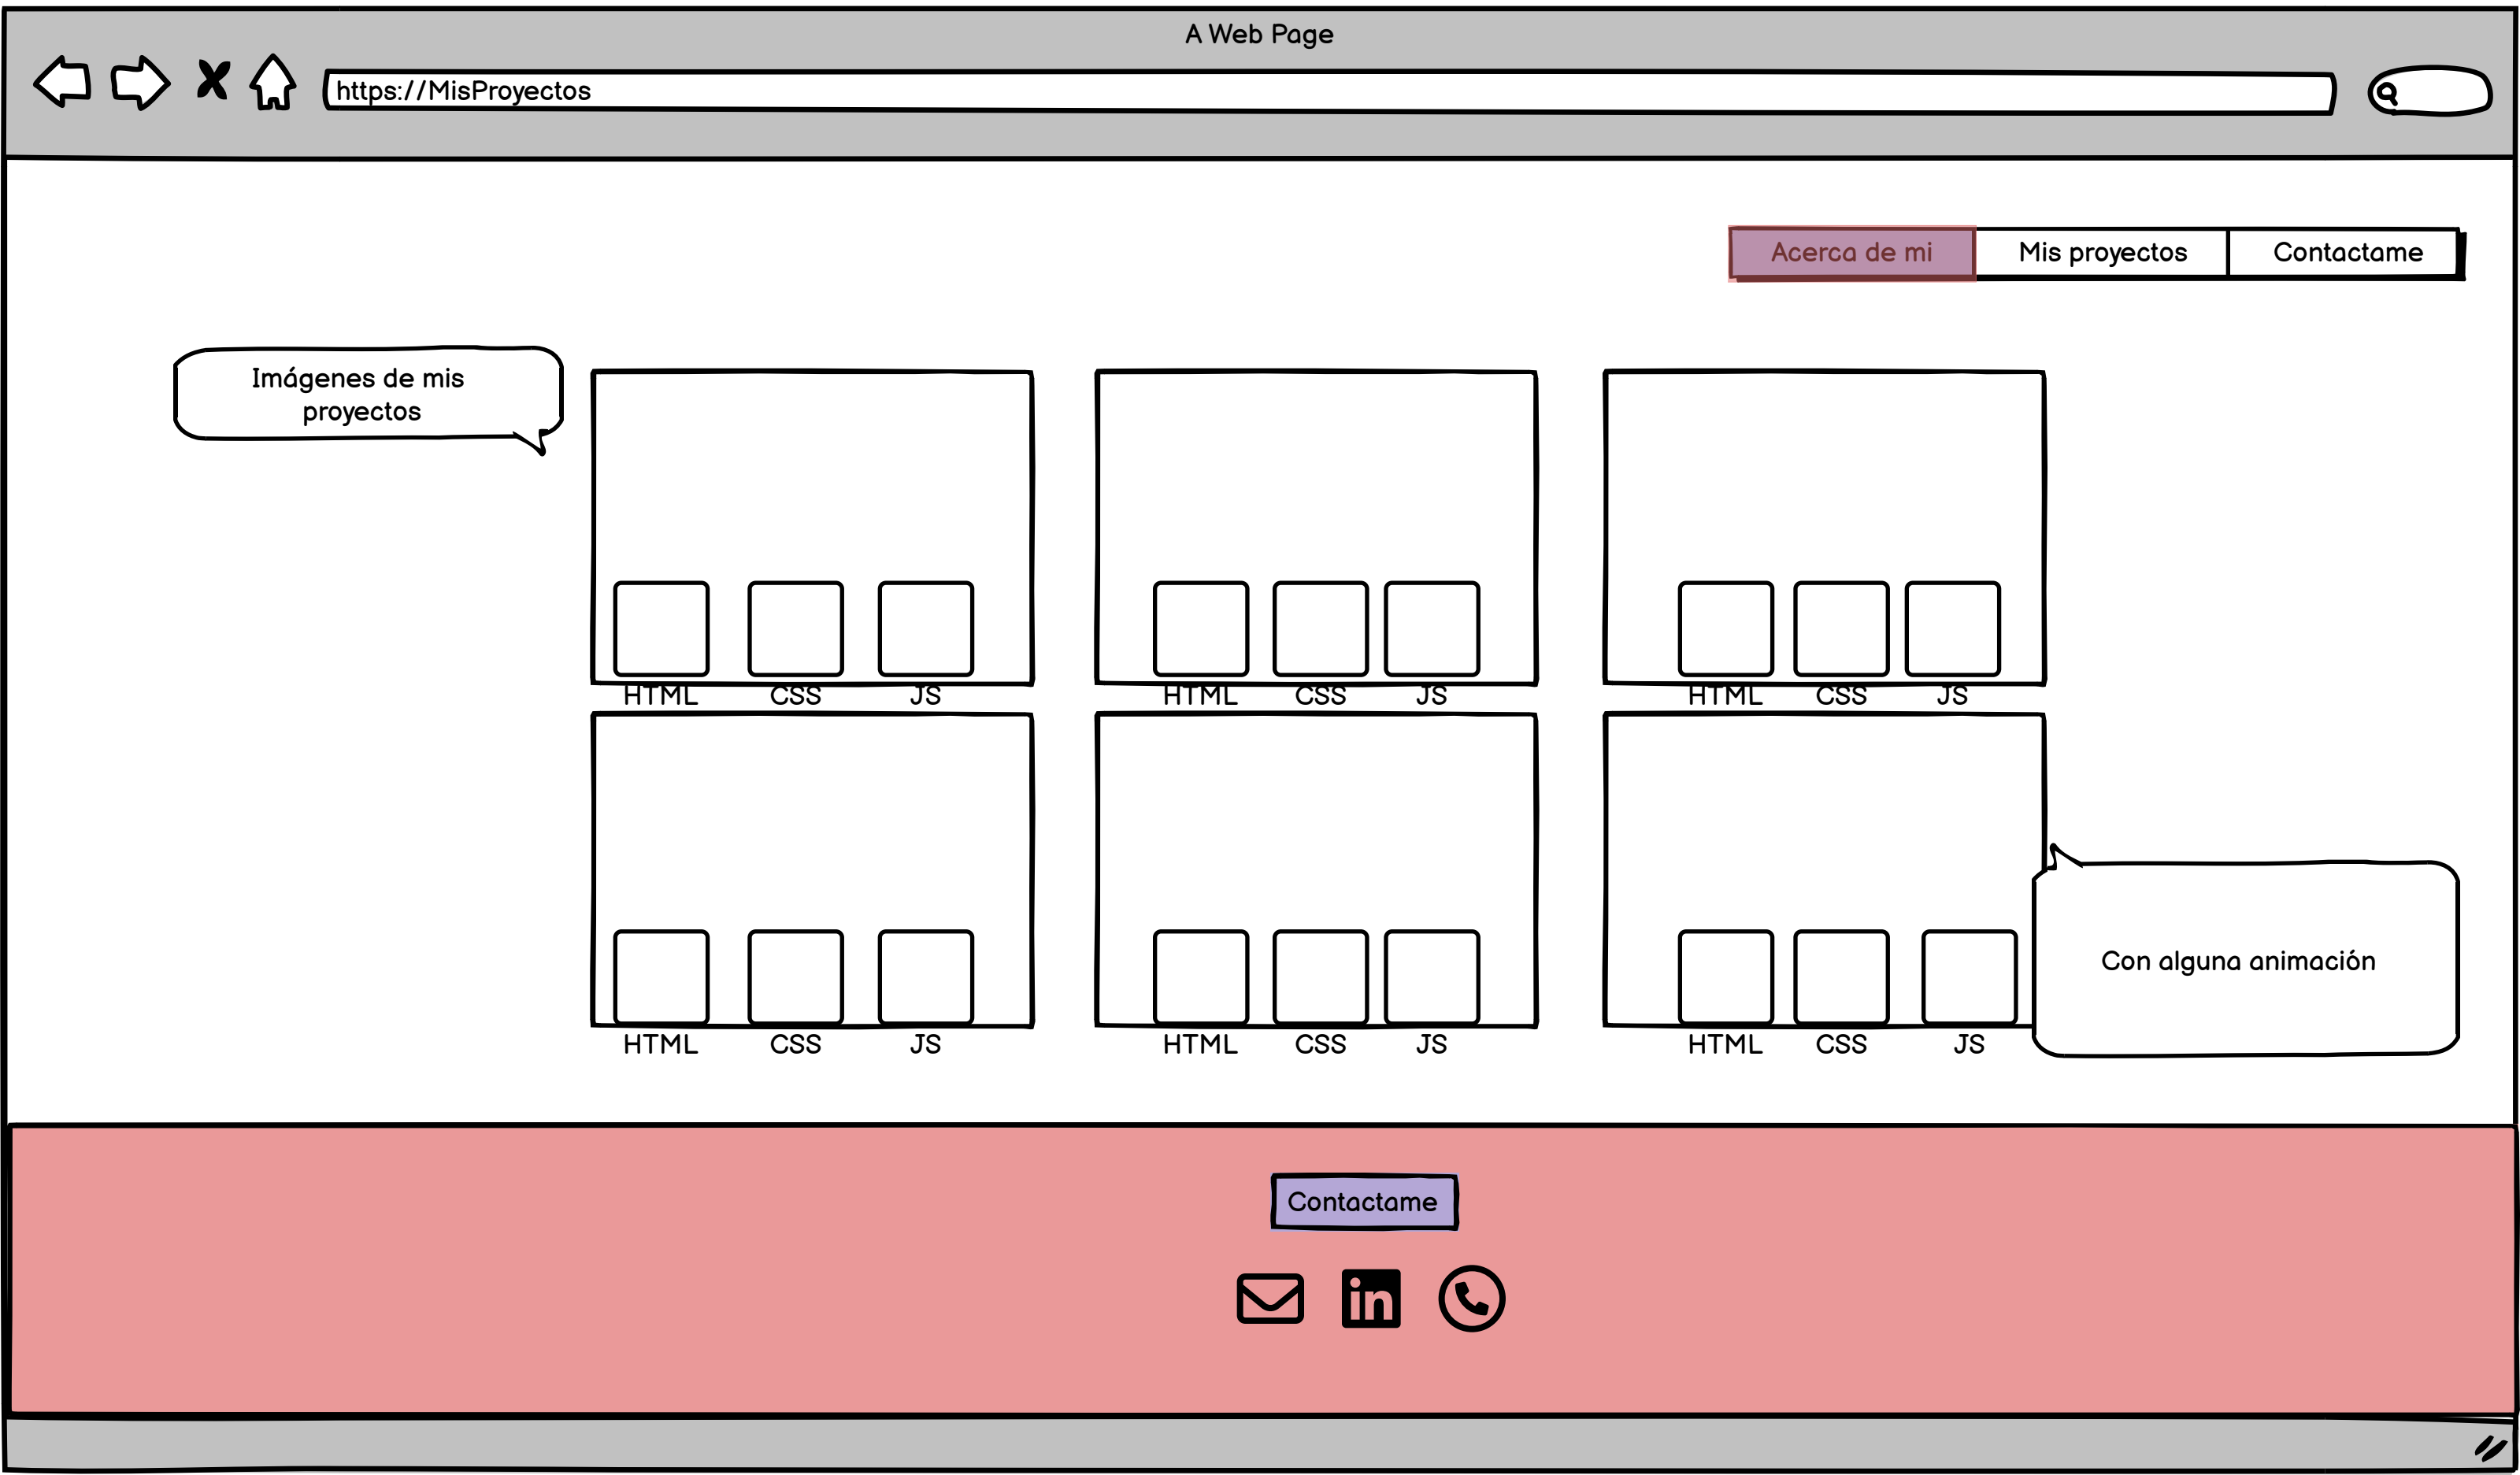 A Web Page
https://MisProyectos
Acerca de mi
Mis proyectos
Contactame
Imágenes de mis
proyectos
HTML CSS JS
HTML CSS JS
HTML CSS JS
Con alguna animación
HTML CSS JS
HTML CSS JS
HTML CSS JS
Contactame
in